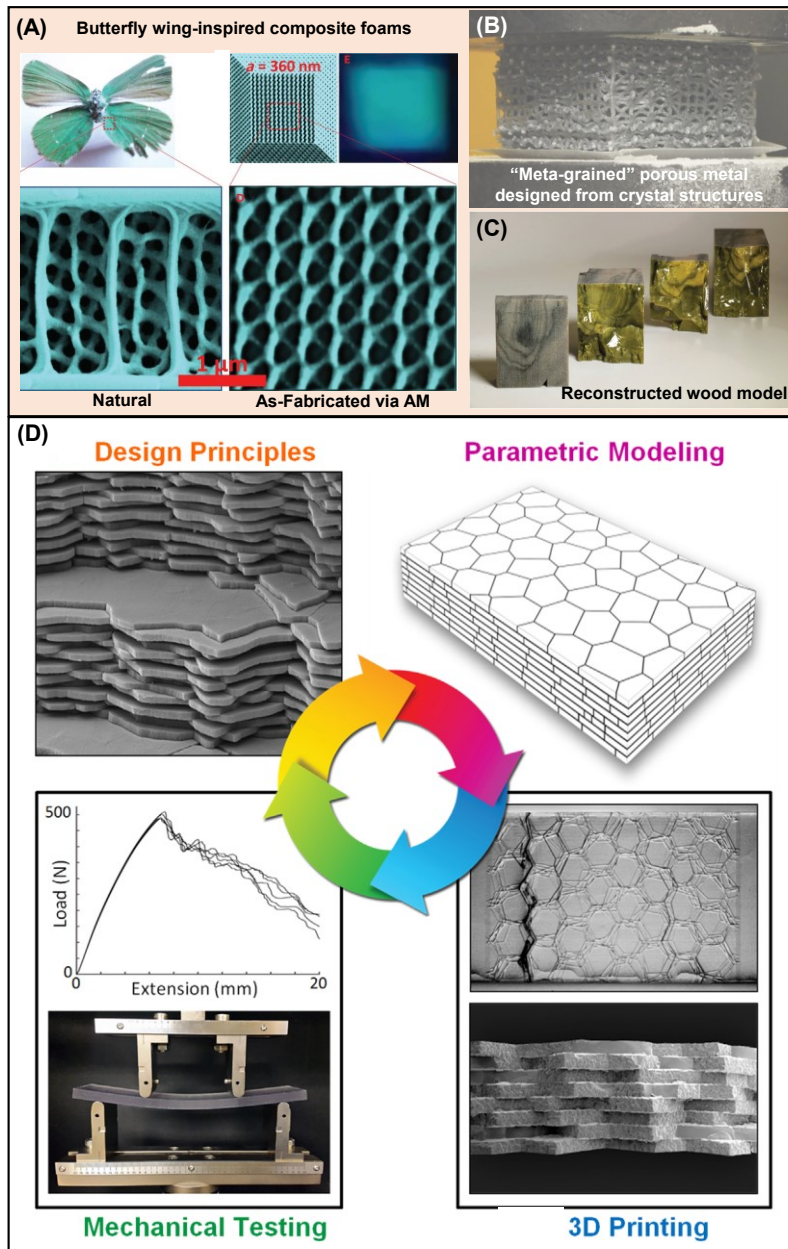 (A)
Butterfly wing-inspired composite foams
a = 360 nm
E
D
1 µm
Natural
As-Fabricated via AM
(B)
“Meta-grained” porous metal
designed from crystal structures
(C)
Reconstructed wood model
(D)
Design Principles
Parametric Modeling
500
Load (N)
0
0
Extension (mm)
20
Mechanical Testing
3D Printing